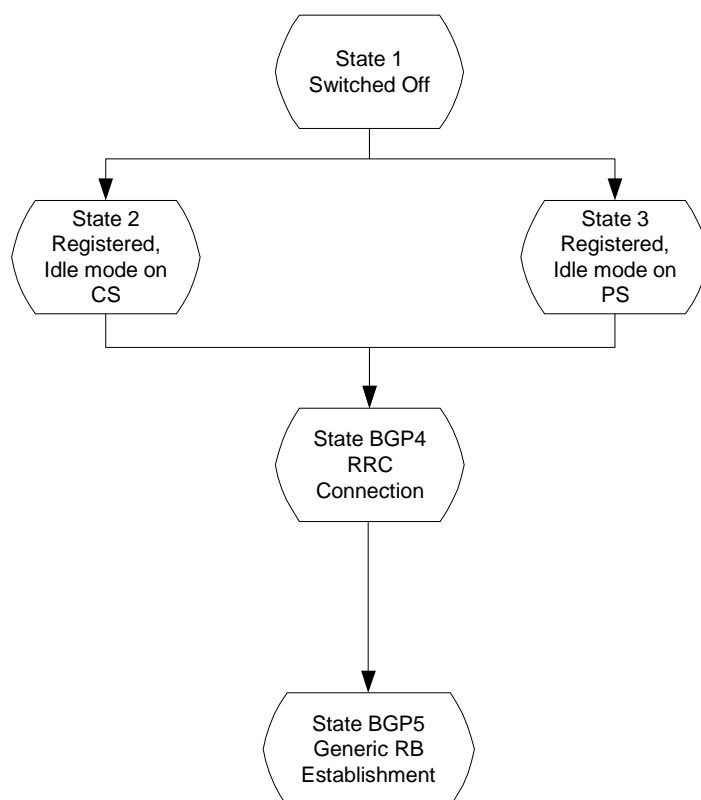 State 1
Switched Off
State 2
Registered,
Idle mode on
CS
State 3
Registered,
Idle mode on
PS
State BGP4
RRC
Connection
State BGP5
Generic RB
Establishment